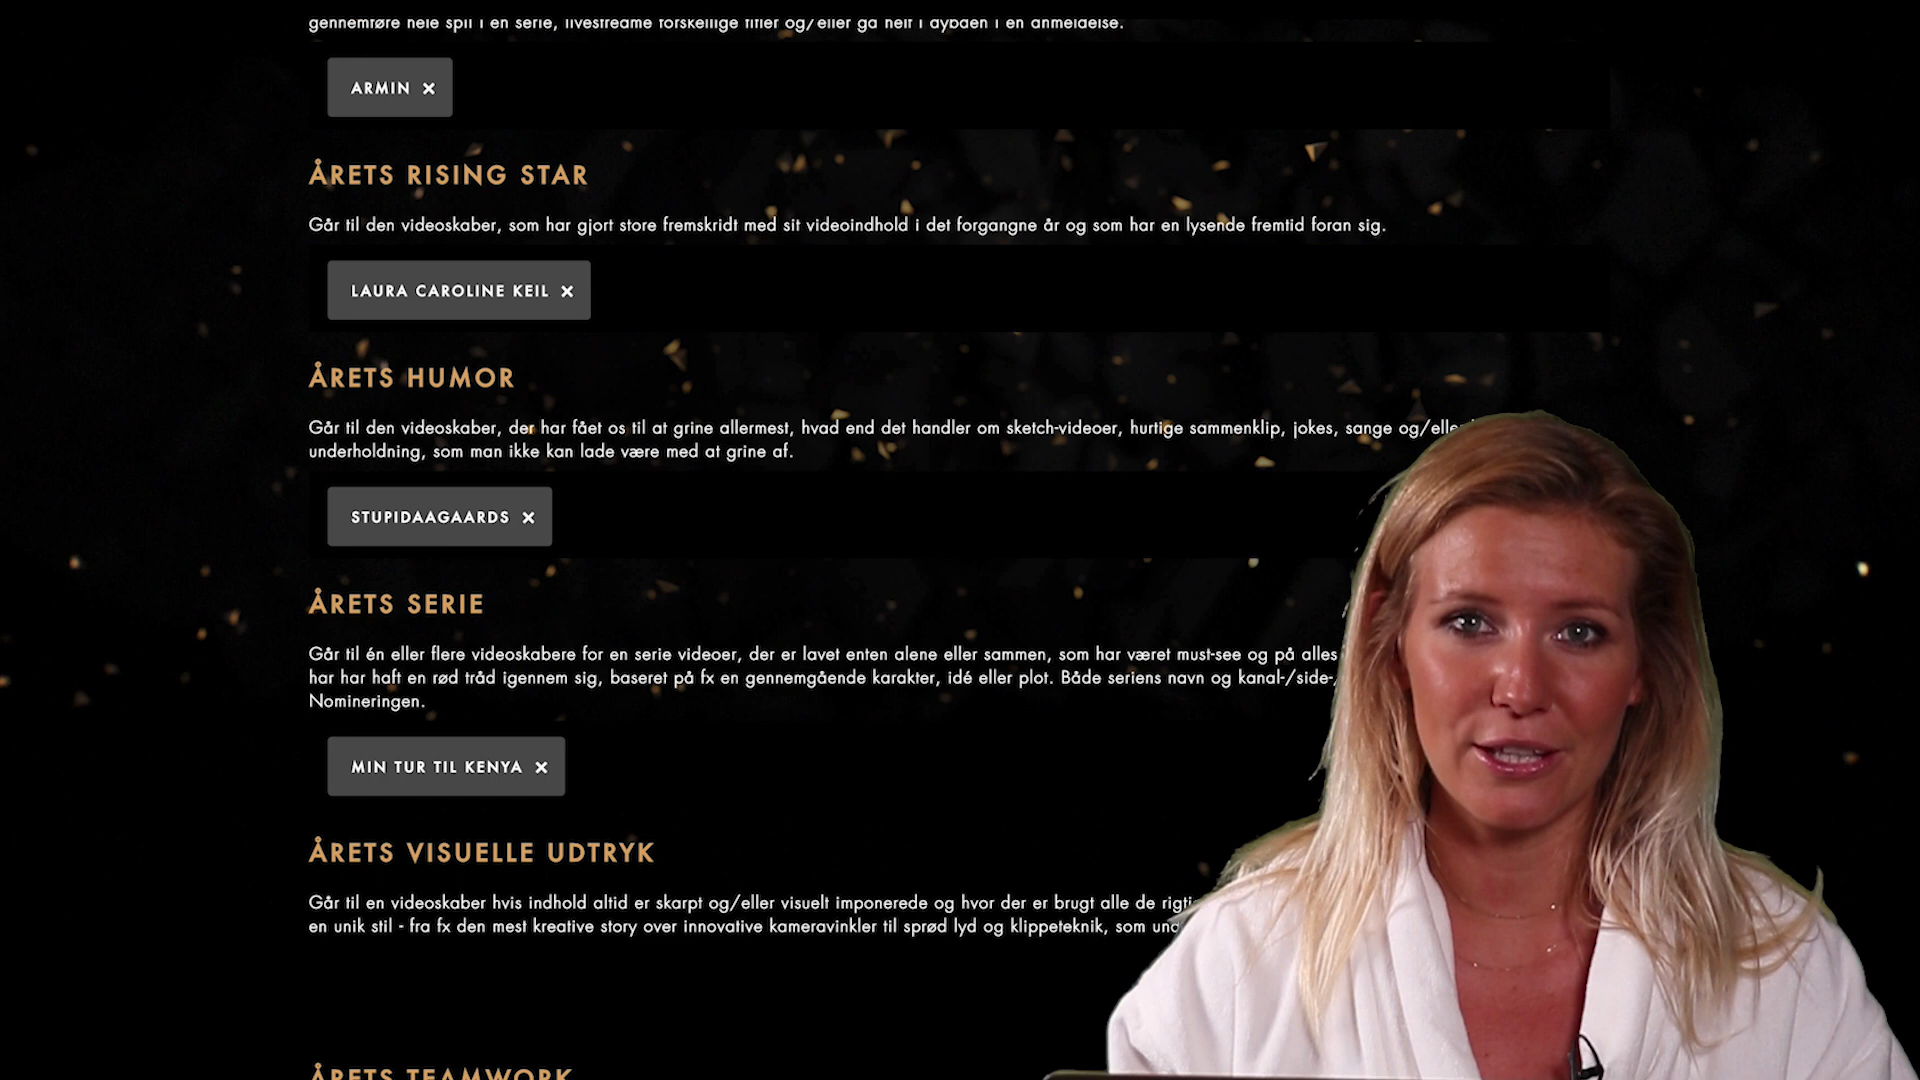 gennemføre hele spil i en serie, livestreame forskellige titler og/eller gå helt i dybden i en anmeldelse.
ARMIN ×
ÅRETS RISING STAR
Går til den videoskaber, som har gjort store fremskridt med sit videoindhold i det forgangne år og som har en lysende fremtid foran sig.
LAURA CAROLINE KEIL ×
ÅRETS HUMOR
Går til den videoskaber, der har fået os til at grine allermest, hvad end det handler om sketch-videoer, hurtige sammenklip, jokes, sange og/eller
underholdning, som man ikke kan lade være med at grine af.
STUPIDAAGAARDS ×
ÅRETS SERIE
Går til én eller flere videoskabere for en serie videoer, der er lavet enten alene eller sammen, som har været must-see og på alles
har har haft en rød tråd igennem sig, baseret på fx en gennemgående karakter, idé eller plot. Både seriens navn og kanal-/side-/
Nomineringen.
MIN TUR TIL KENYA ×
ÅRETS VISUELLE UDTRYK
Går til en videoskaber hvis indhold altid er skarpt og/eller visuelt imponerede og hvor der er brugt alle de
en unik stil - fra fx den mest kreative story over innovative kameravinkler til sprød lyd og klippeteknik, som
ÅRETS TEAMWORK